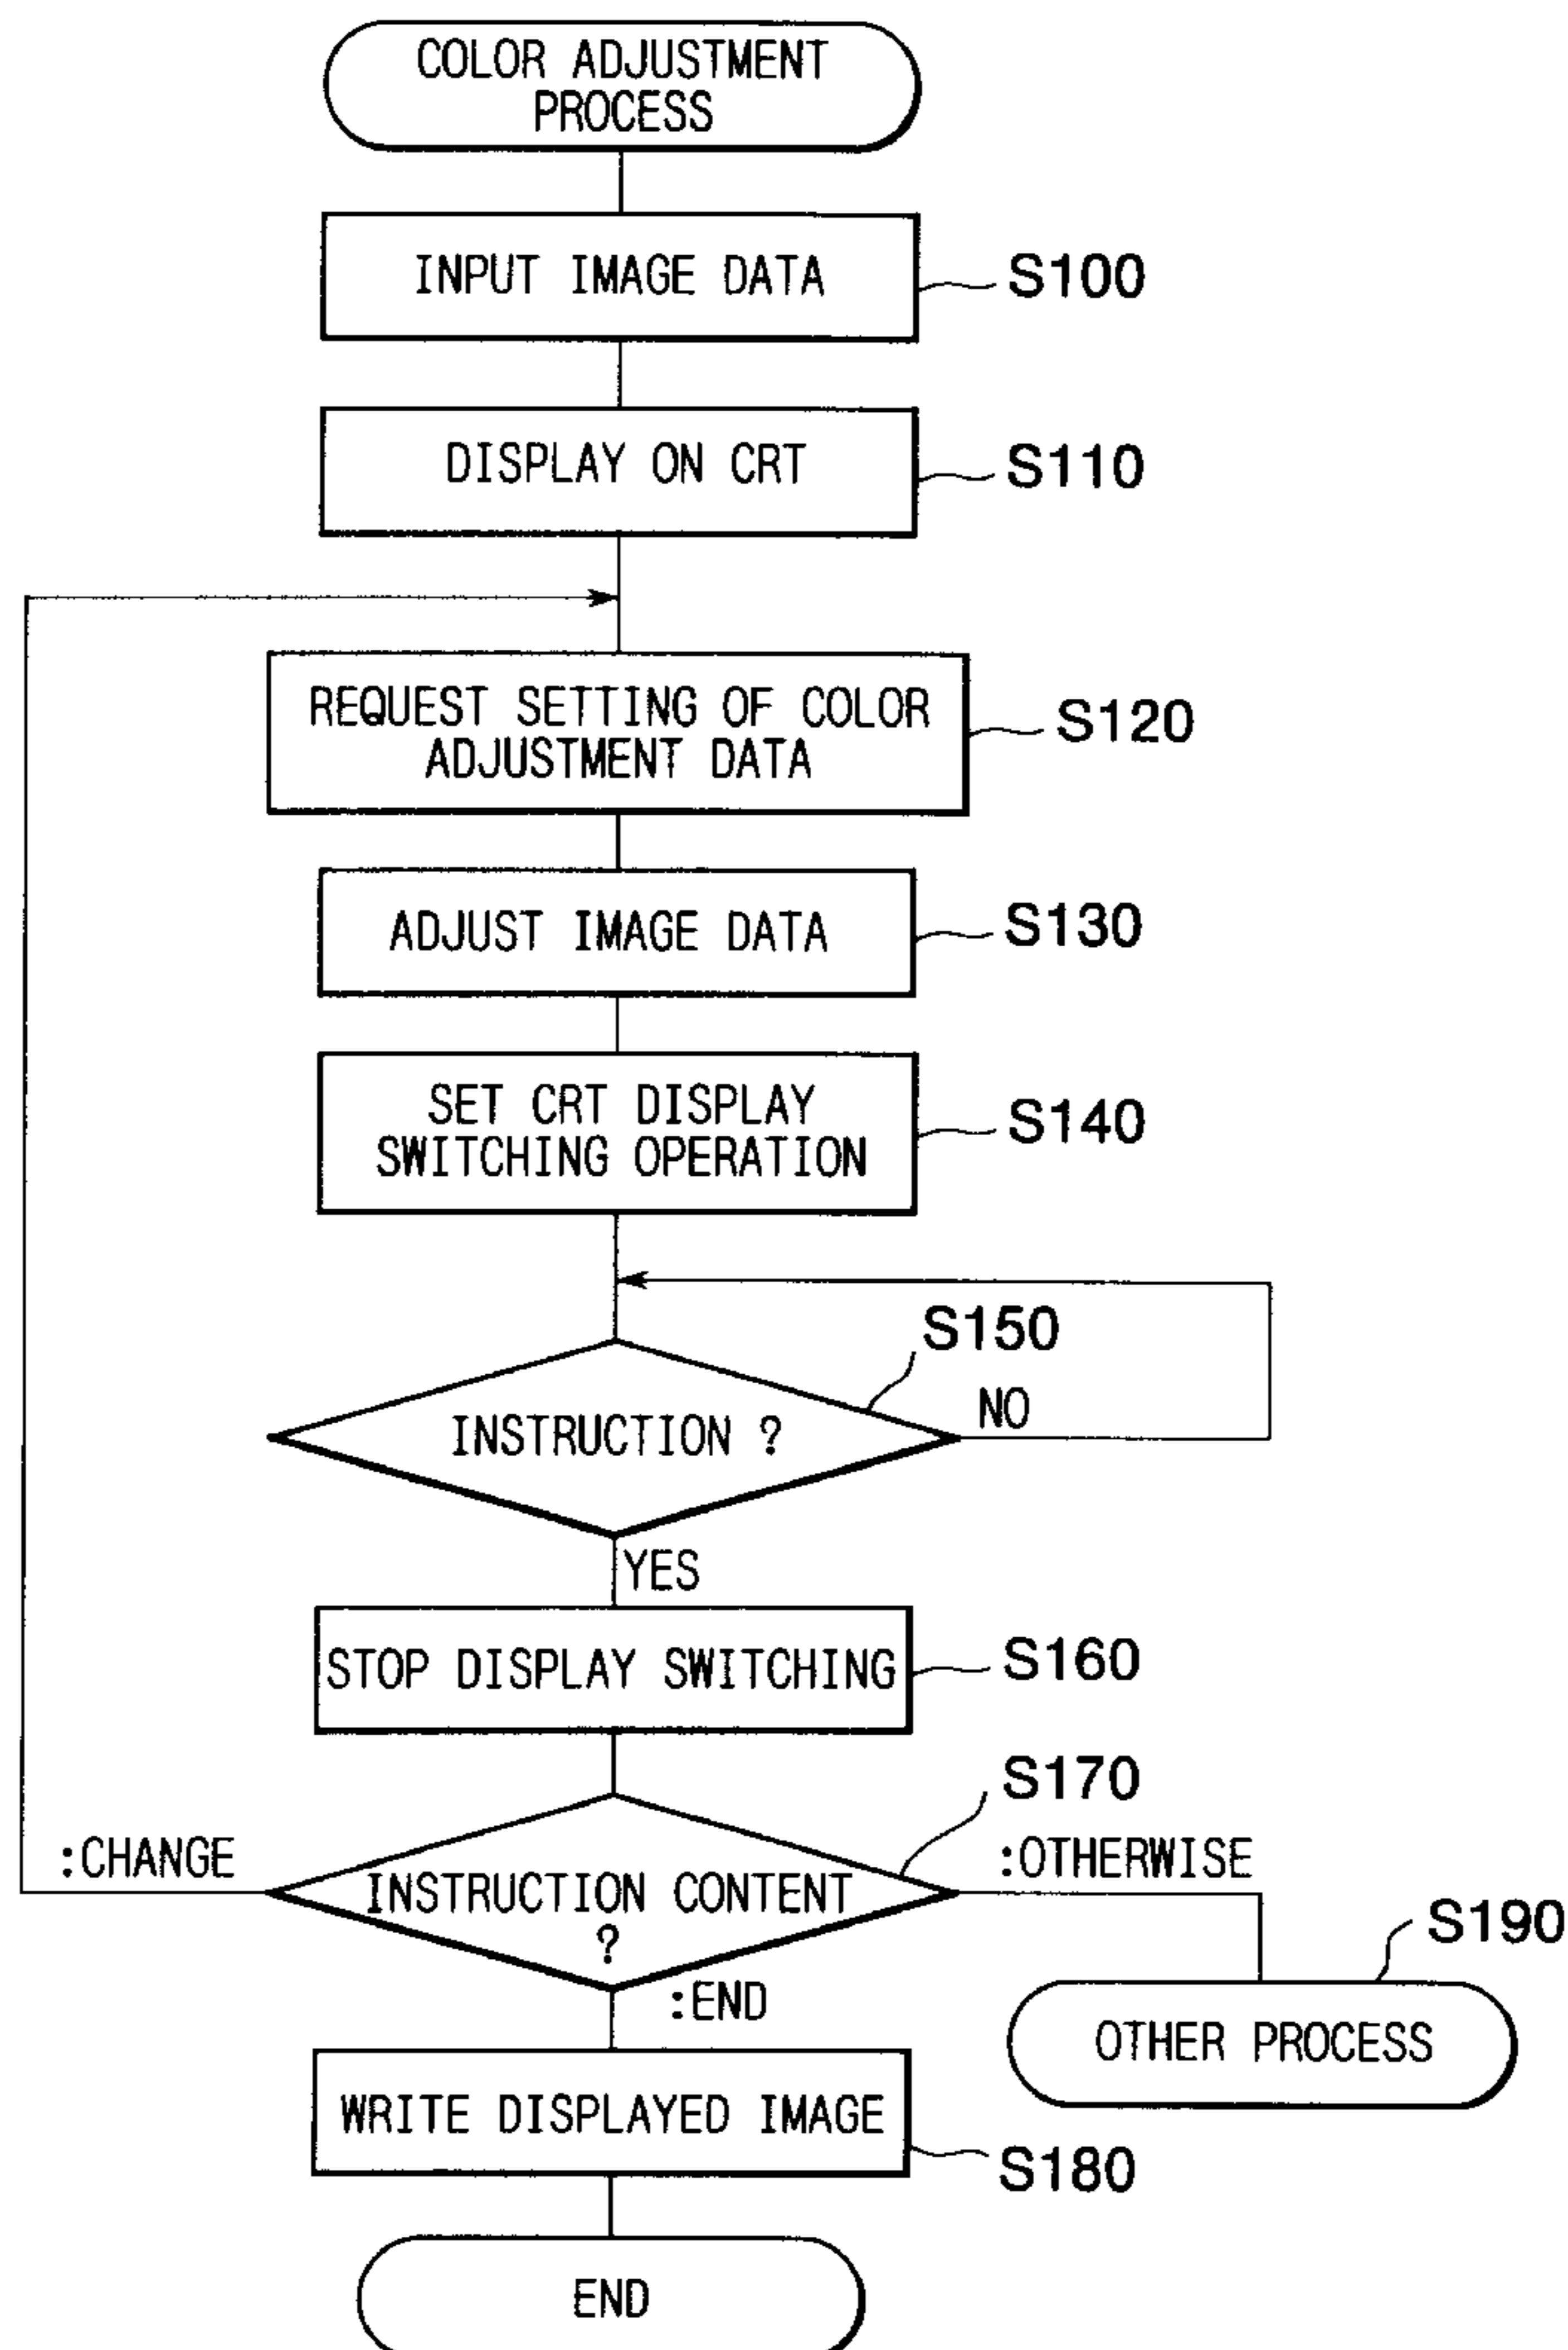 COLOR ADJUSTMENT
PROCESS
INPUT IMAGE DATA
S100
DISPLAY ON CRT
S110
REQUEST SETTING OF COLOR
ADJUSTMENT DATA
S120
ADJUST IMAGE DATA
S130
SET CRT DISPLAY
SWITCHING OPERATION
S140
S150
INSTRUCTION ?
NO
YES
STOP DISPLAY SWITCHING
S160
S170
:CHANGE
INSTRUCTION CONTENT
?
:OTHERWISE
S190
:END
OTHER PROCESS
WRITE DISPLAYED IMAGE
S180
END